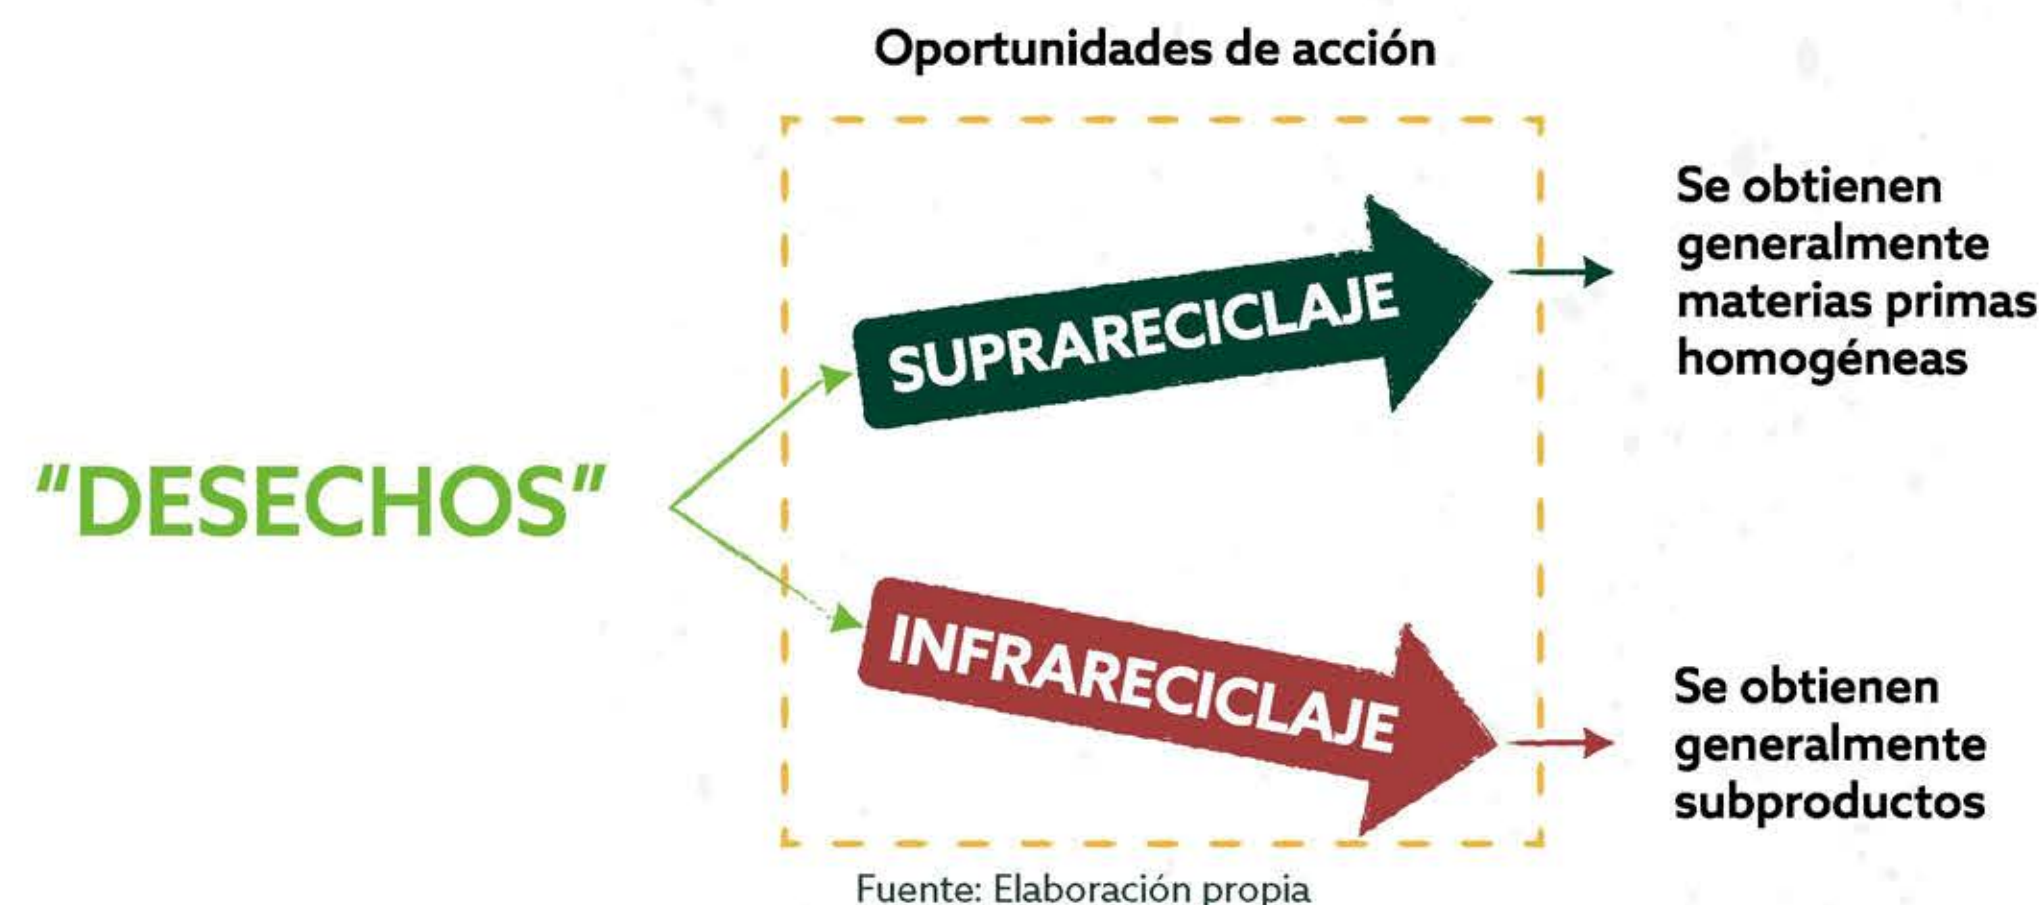 Oportunidades de acción
"DESECHOS"
SUPRARECICLAJE
Se obtienen
generalmente
materias primas
homogéneas
INFRARECICLAJE
Se obtienen
generalmente
subproductos
Fuente: Elaboración propia